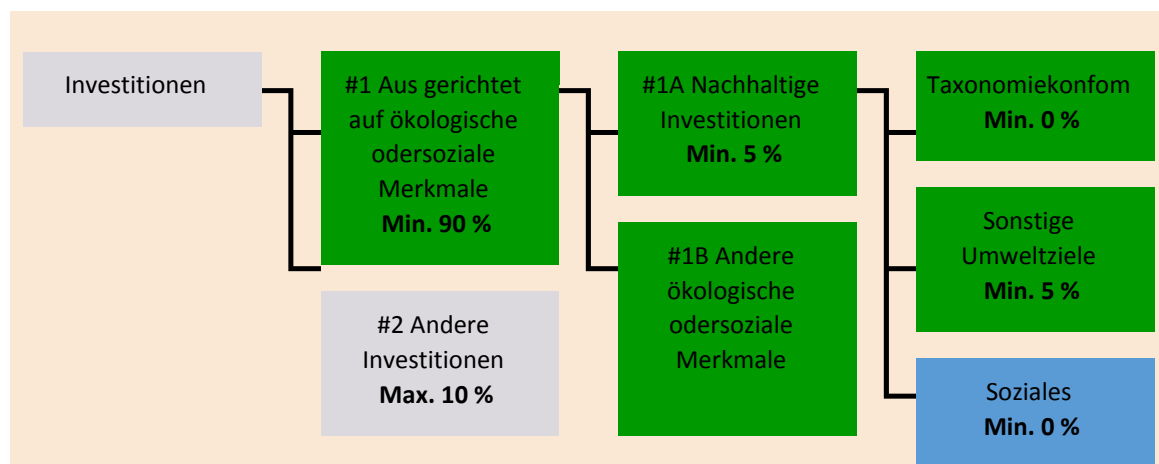 Investitionen
#1 Aus gerichtet
auf ökologische
odersoziale
Merkmale
Min. 90 %
#2 Andere
Investitionen
Max. 10 %
#1A Nachhaltige
Investitionen
Min. 5 %
#1B Andere
ökologische
odersoziale
Merkmale
Taxonomiekonfom
Min. 0 %
Sonstige
Umweltziele
Min. 5 %
Soziales
Min. 0 %